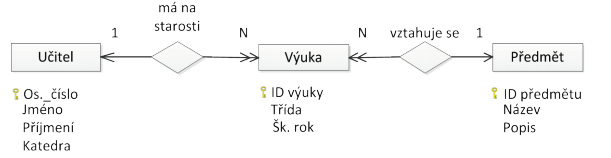 má na
starosti
1
N
N
vztahuje se
1
Učitel
Výuka
Předmět
Os._číslo
Jméno
Příjmení
Katedra
ID výuky
Třída
Šk. rok
ID předmětu
Název
Popis